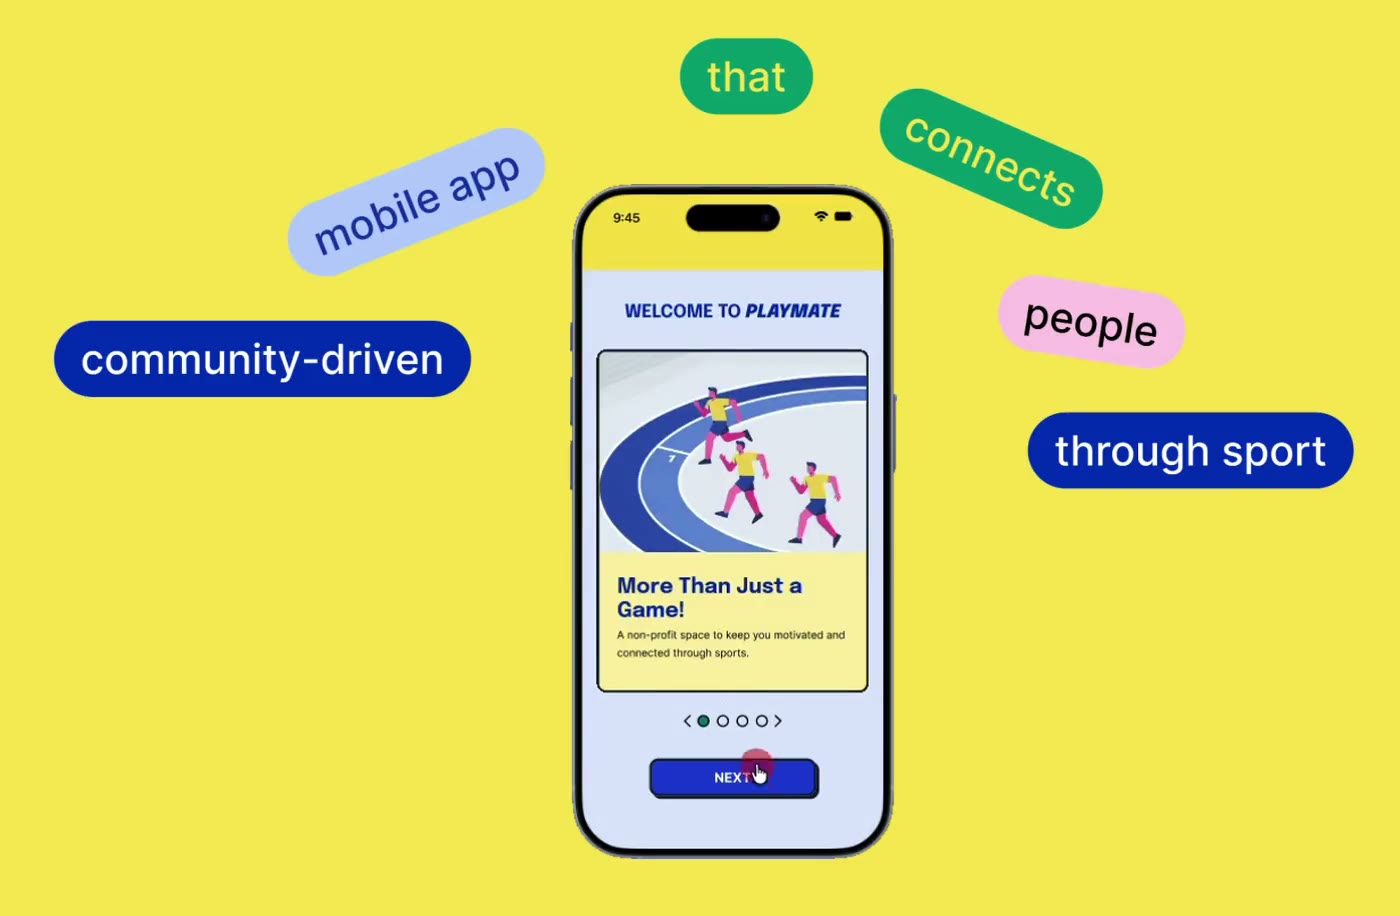 community-driven
mobile app
that
connects
people
through sport
9:45
WELCOME TO PLAYMATE
1
More Than Just a
Game!
A non-profit space to keep you motivated and
connected through sports.
NEXT